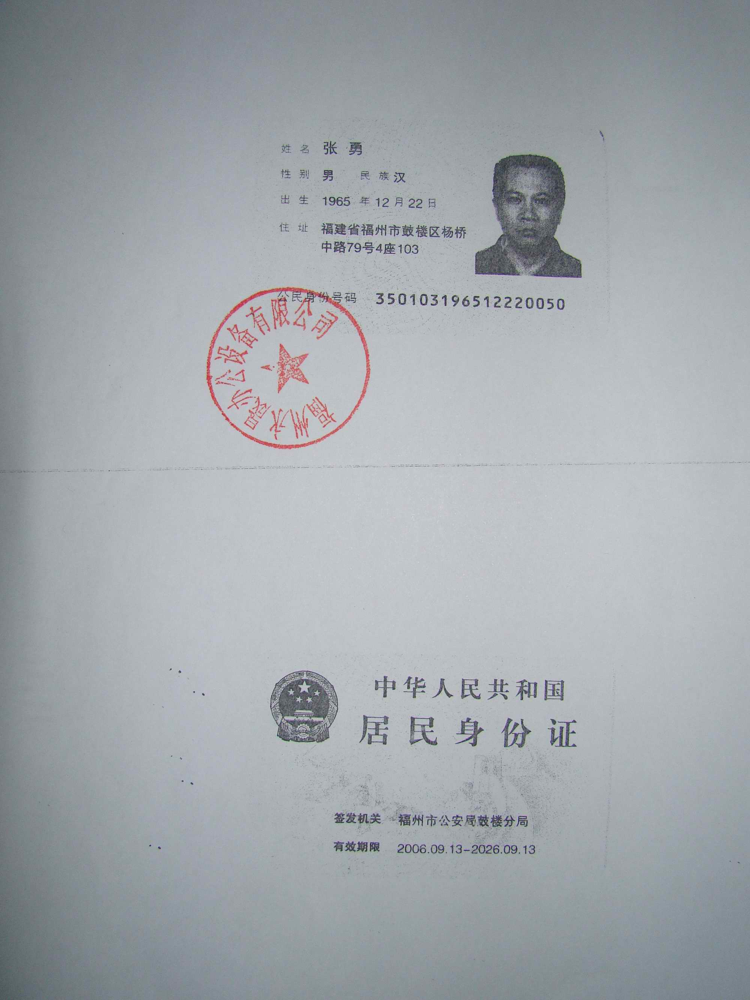 姓名 张勇
性别 男 民族 汉
出生 1965 年 12 月 22 日
住址 福建省福州市鼓楼区杨桥
中路79号4座103
公民身份号码 350103196512220050
福州永晟办公设备有限公司
中华人民共和国
居民身份证
签发机关 福州市公安局鼓楼分局
有效期限 2006.09.13-2026.09.13